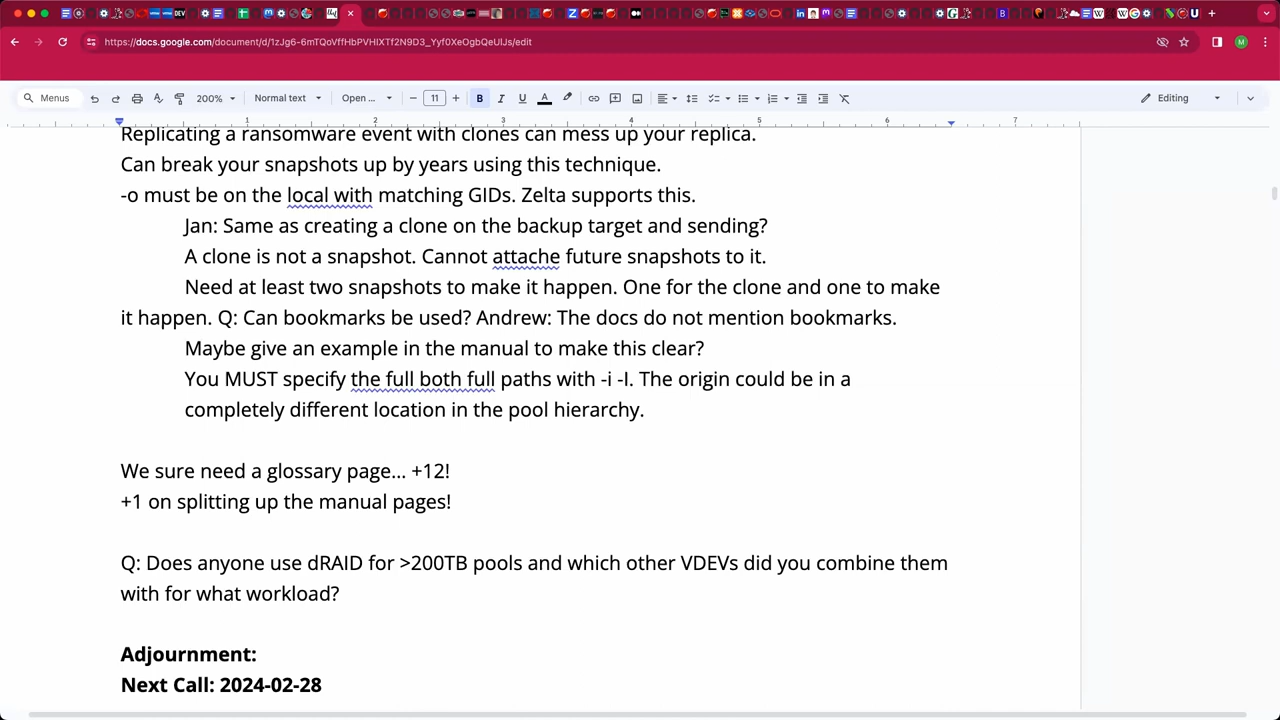 https://docs.google.com/document/d/1zJg6-6mTQoVffHbPVHIXTf2N9D3_Yyf0XeOgbQeUIJs/edit
Menus 200% Normal text Open ... 11 B I U A Editing
1 2 3 4 5 6 7
Replicating a ransomware event with clones can mess up your replica.
Can break your snapshots up by years using this technique.
-o must be on the local with matching GIDs. Zelta supports this.
Jan: Same as creating a clone on the backup target and sending?
A clone is not a snapshot. Cannot attache future snapshots to it.
Need at least two snapshots to make it happen. One for the clone and one to make
it happen. Q: Can bookmarks be used? Andrew: The docs do not mention bookmarks.
Maybe give an example in the manual to make this clear?
You MUST specify the full both full paths with -i -I. The origin could be in a
completely different location in the pool hierarchy.
We sure need a glossary page... +12!
+1 on splitting up the manual pages!
Q: Does anyone use dRAID for >200TB pools and which other VDEVs did you combine them
with for what workload?
Adjournment:
Next Call: 2024-02-28